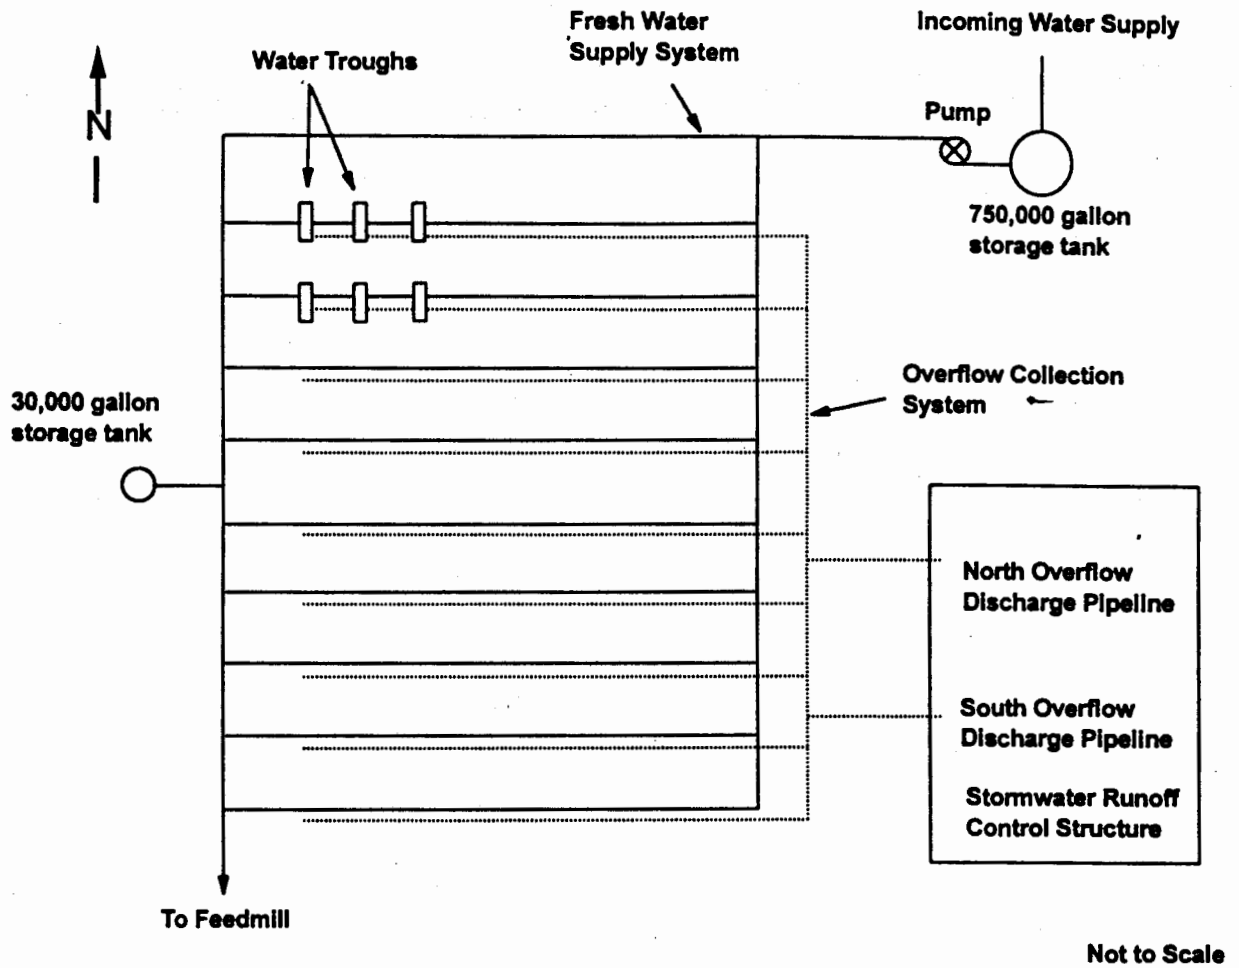 Fresh Water
Supply System
Incoming Water Supply
Water Troughs
Pump
N
750,000 gallon
storage tank
30,000 gallon
storage tank
Overflow Collection
System
North Overflow
Discharge Pipeline
South Overflow
Discharge Pipeline
Stormwater Runoff
Control Structure
To Feedmill
Not to Scale